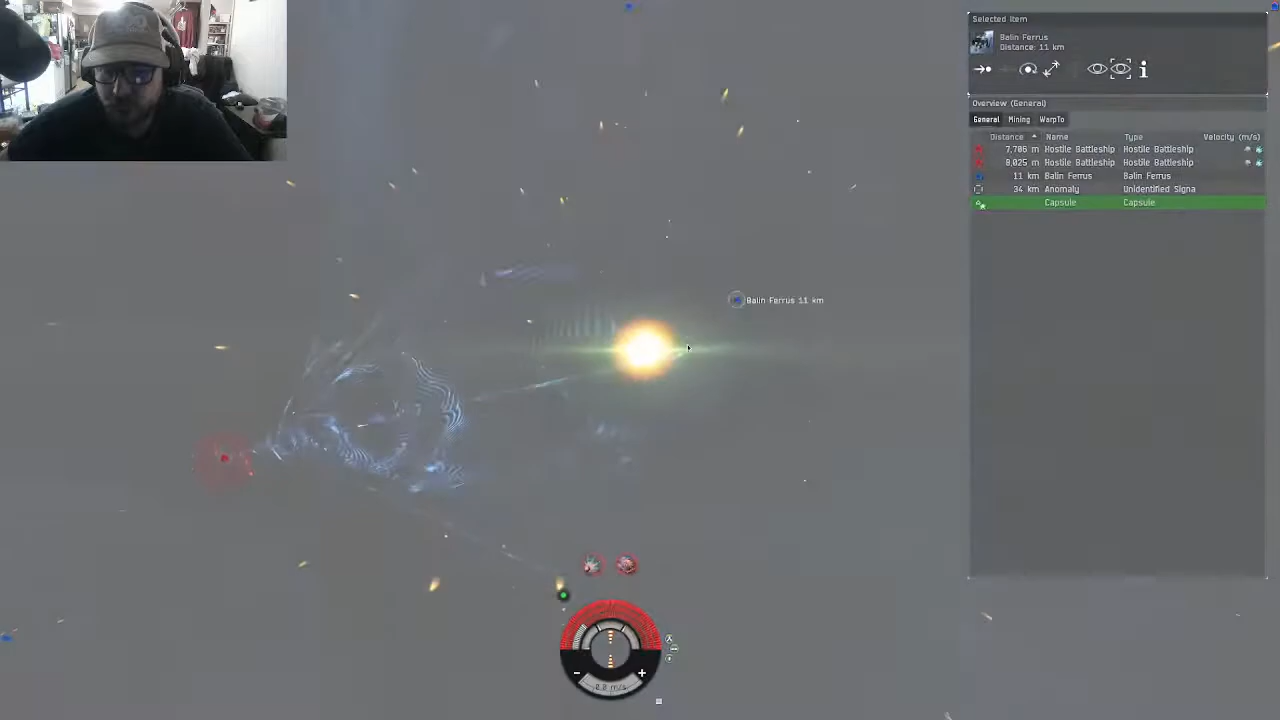 Selected Item
Balin Ferrus
Distance: 11 km
Overview (General)
General Mining WarpTo
Distance Name Type Velocity (m/s)
7,706 m Hostile Battleship Hostile Battleship
8,025 m Hostile Battleship Hostile Battleship
11 km Balin Ferrus Balin Ferrus
34 km Anomaly Unidentified Signa
Capsule Capsule
Balin Ferrus 11 km
0.0 m/s